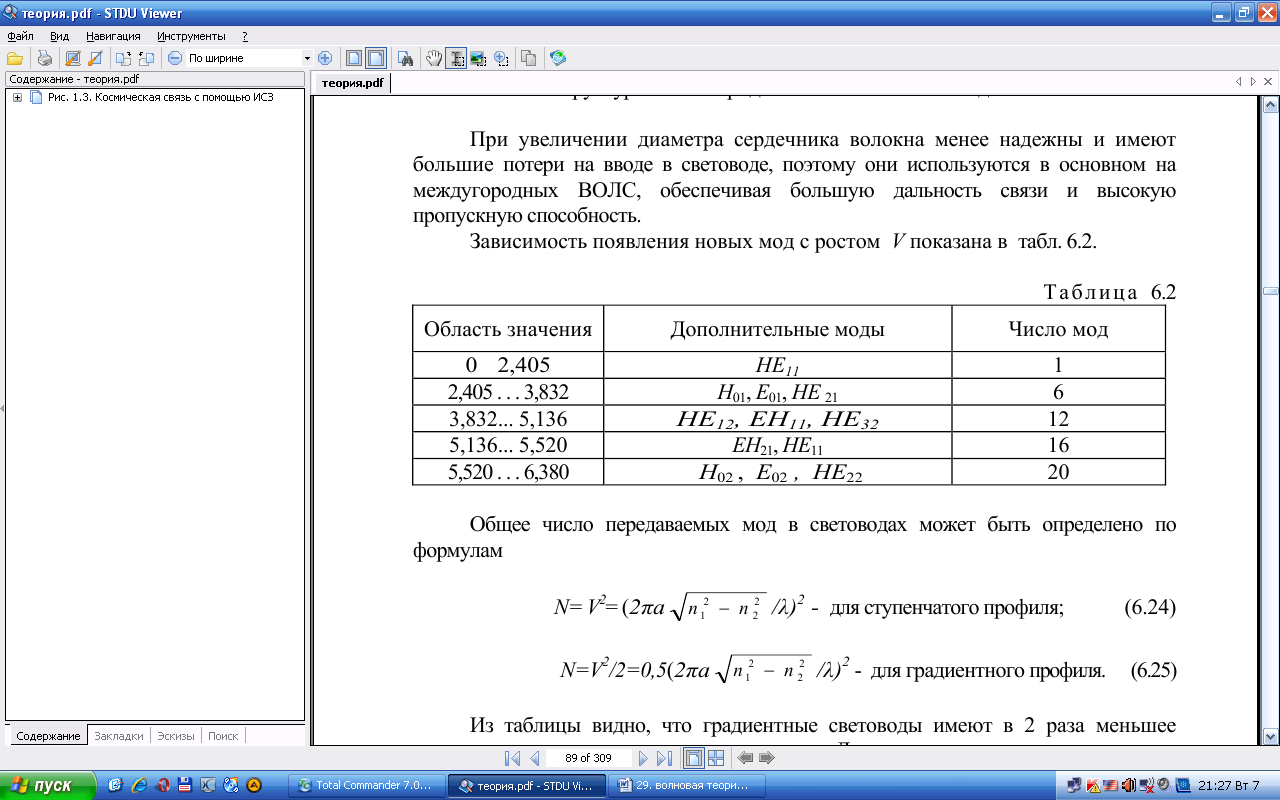 теория.pdf - STDU Viewer
Файл Вид Навигация Инструменты ?
По ширине
Содержание - теория.pdf
теория.pdf
Рис. 1.3. Космическая связь с помощью ИСЗ
При увеличении диаметра сердечника волокна менее надежны и имеют
большие потери на вводе в световоде, поэтому они используются в основном на
междугородных ВОЛС, обеспечивая большую дальность связи и высокую
пропускную способность.
Зависимость появления новых мод с ростом V показана в табл. 6.2.
Таблица 6.2
Область значения Дополнительные моды Число мод
0 2,405 HE11 1
2,405 . . . 3,832 H01, E01, HE 21 6
3,832... 5,136 HE12, EH11, HE32 12
5,136... 5,520 EH21, HE11 16
5,520 . . . 6,380 H02 , E02 , HE22 20
Общее число передаваемых мод в световодах может быть определено по
формулам
N= V²= (2πa √(n₁² − n₂²) /λ)² - для ступенчатого профиля; (6.24)
N=V²/2=0,5(2πa √(n₁² − n₂²) /λ)² - для градиентного профиля. (6.25)
Из таблицы видно, что градиентные световоды имеют в 2 раза меньшее
Содержание Закладки Эскизы Поиск
89 of 309
пуск
Total Commander 7.0... теория.pdf - STDU Vi... 29. волновая теори...
21:27 Вт 7